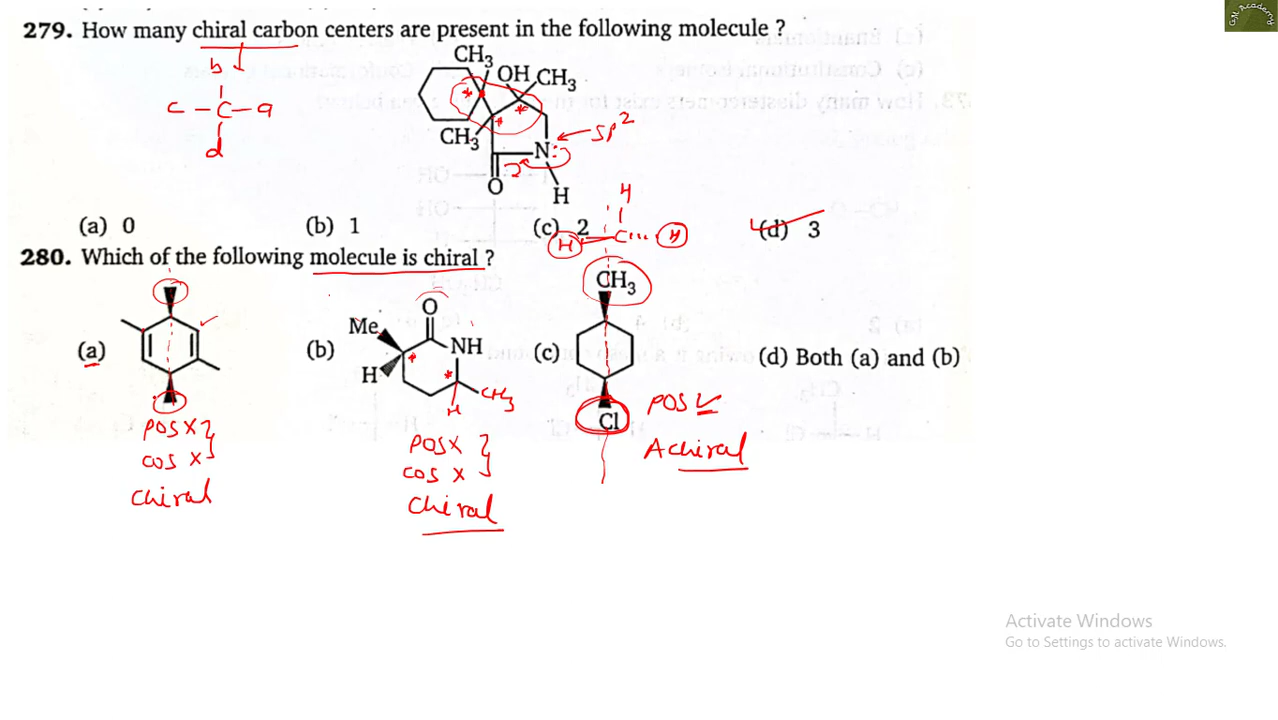 GN Academy
279. How many chiral carbon centers are present in the following molecule ?
b
c - C - a
d
CH3
OH CH3
CH3
sp2
N:
O
H
H
H C H
(a) 0 (b) 1 (c) 2 (d) 3
280. Which of the following molecule is chiral ?
(a)
(b) Me O NH H
H CH3
(c) CH3 Cl
(d) Both (a) and (b)
POS X
COS X
Chiral
POS X
COS X
Chiral
POS ✓
Achiral
Activate Windows
Go to Settings to activate Windows.